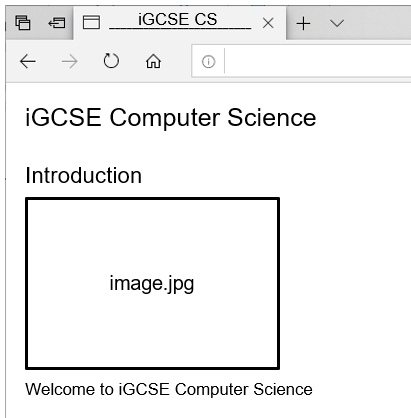 iGCSE CS
iGCSE Computer Science
Introduction
image.jpg
Welcome to iGCSE Computer Science